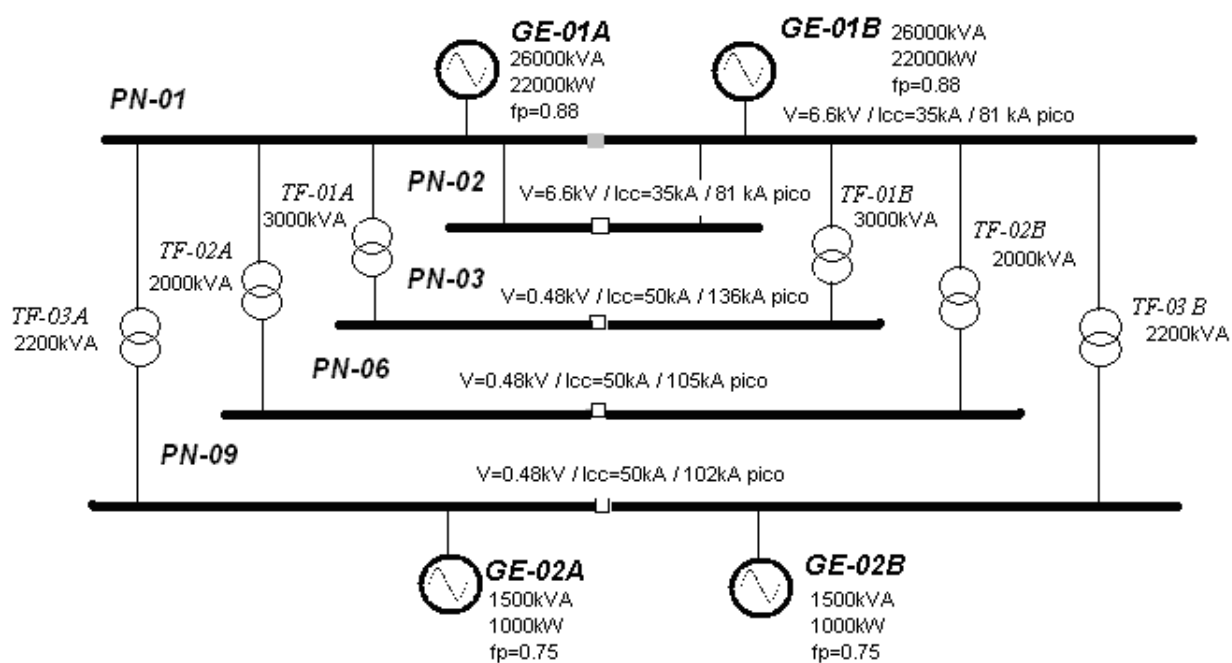 GE-01A
26000kVA
22000kW
fp=0.88
GE-01B
26000kVA
22000kW
fp=0.88
PN-01
V=6.6kV / Icc=35kA / 81 kA pico
PN-02
V=6.6kV / Icc=35kA / 81 kA pico
TF-01A
3000kVA
TF-01B
3000kVA
TF-02A
2000kVA
TF-02B
2000kVA
PN-03
V=0.48kV / Icc=50kA / 136kA pico
TF-03A
2200kVA
TF-03 B
2200kVA
PN-06
V=0.48kV / Icc=50kA / 105kA pico
PN-09
V=0.48kV / Icc=50kA / 102kA pico
GE-02A
1500kVA
1000kW
fp=0.75
GE-02B
1500kVA
1000kW
fp=0.75